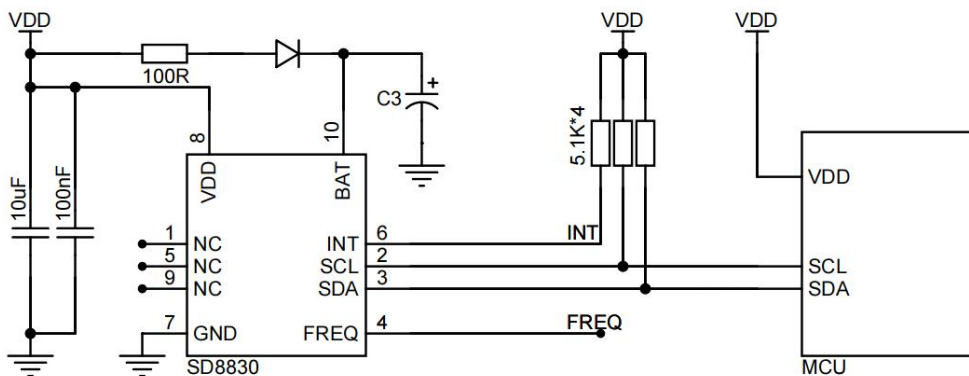 VDD
VDD
VDD
100R
C3
+
5.1K*4
10uF
100nF
8
10
VDD
BAT
VDD
1
NC
INT
6
INT
5
NC
SCL
2
SCL
9
NC
SDA
3
SDA
7
GND
FREQ
4
FREQ
SD8830
MCU